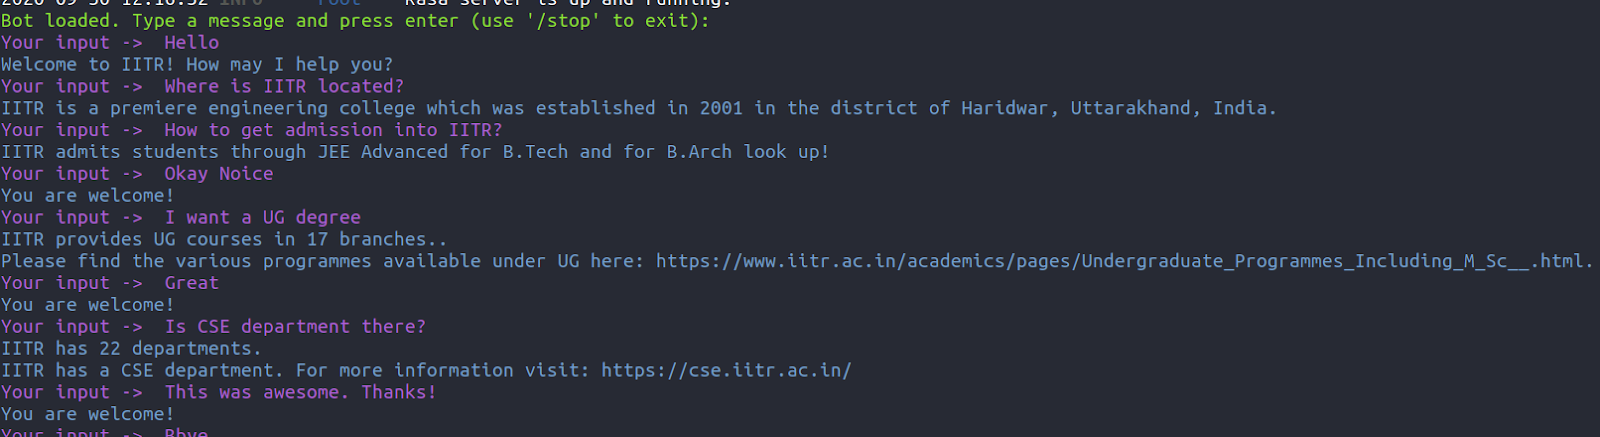 2020-09-30 12:18:52 INFO     root  - Rasa server is up and running.
Bot loaded. Type a message and press enter (use '/stop' to exit):
Your input ->  Hello
Welcome to IITR! How may I help you?
Your input ->  Where is IITR located?
IITR is a premiere engineering college which was established in 2001 in the district of Haridwar, Uttarakhand, India.
Your input ->  How to get admission into IITR?
IITR admits students through JEE Advanced for B.Tech and for B.Arch look up!
Your input ->  Okay Noice
You are welcome!
Your input ->  I want a UG degree
IITR provides UG courses in 17 branches..
Please find the various programmes available under UG here: https://www.iitr.ac.in/academics/pages/Undergraduate_Programmes_Including_M_Sc__.html.
Your input ->  Great
You are welcome!
Your input ->  Is CSE department there?
IITR has 22 departments.
IITR has a CSE department. For more information visit: https://cse.iitr.ac.in/
Your input ->  This was awesome. Thanks!
You are welcome!
Your input ->  Bbye